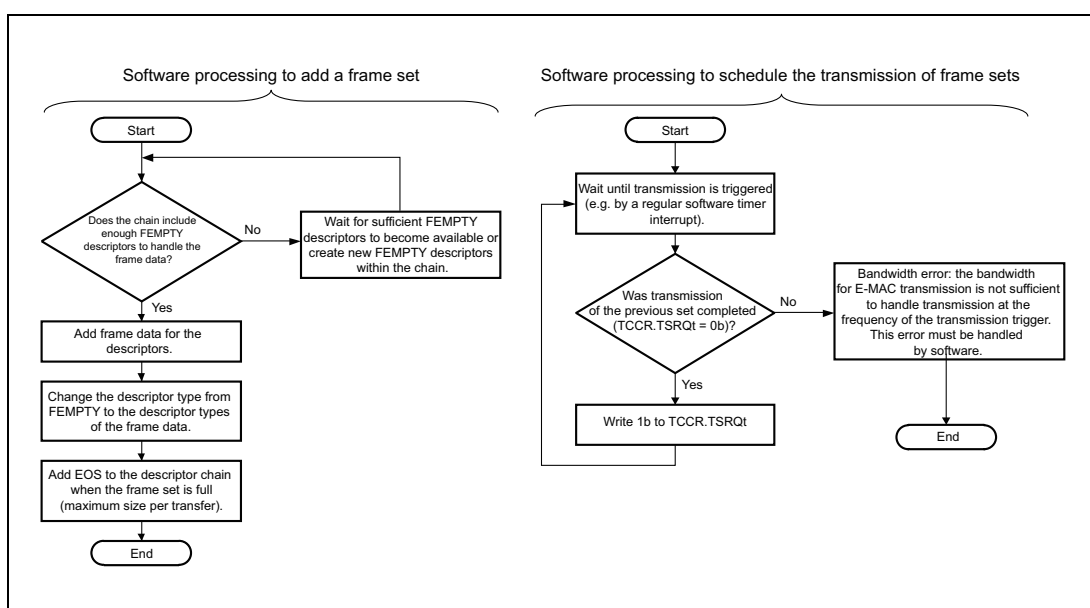 Software processing to add a frame set
Start
Does the chain include
enough FEMPTY
descriptors to handle the
frame data?
No
Wait for sufficient FEMPTY
descriptors to become available or
create new FEMPTY descriptors
within the chain.
Yes
Add frame data for the
descriptors.
Change the descriptor type from
FEMPTY to the descriptor types
of the frame data.
Add EOS to the descriptor chain
when the frame set is full
(maximum size per transfer).
End
Software processing to schedule the transmission of frame sets
Start
Wait until transmission is triggered
(e.g. by a regular software timer
interrupt).
Was transmission
of the previous set completed
(TCCR.TSRQt = 0b)?
No
Bandwidth error: the bandwidth
for E-MAC transmission is not sufficient
to handle transmission at the
frequency of the transmission trigger.
This error must be handled
by software.
Yes
Write 1b to TCCR.TSRQt
End